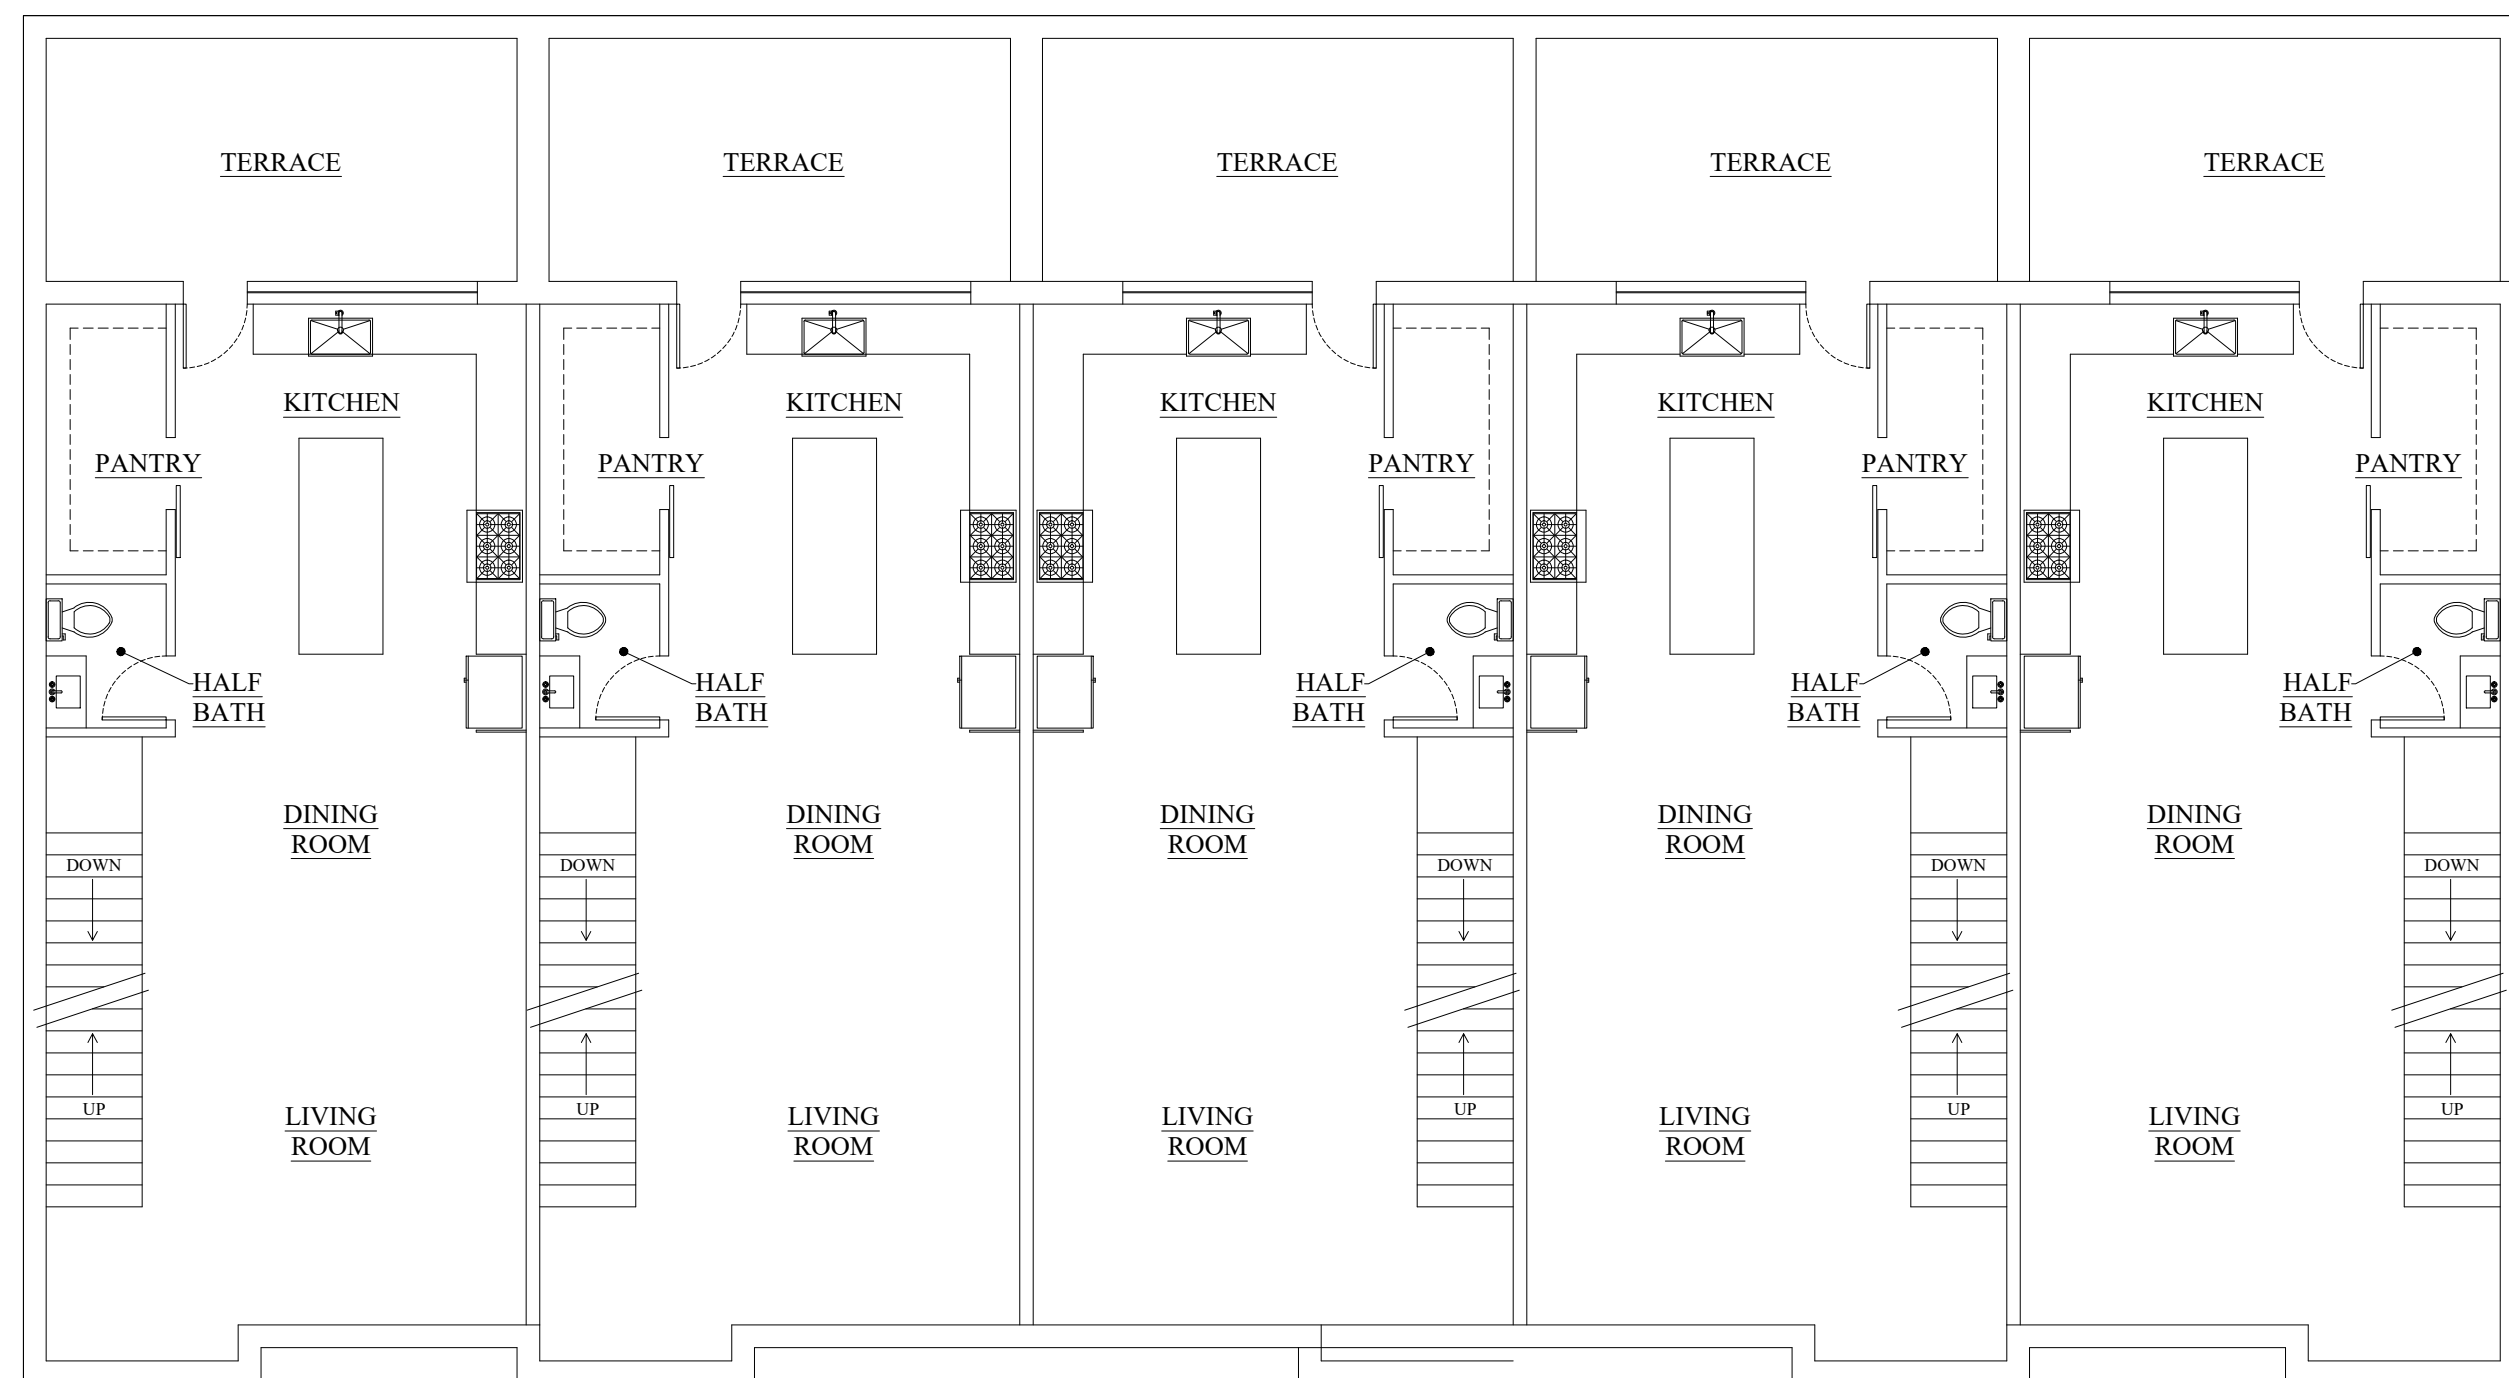 TERRACE TERRACE TERRACE TERRACE TERRACE
KITCHEN KITCHEN KITCHEN KITCHEN KITCHEN
PANTRY PANTRY PANTRY PANTRY PANTRY
HALF HALF HALF HALF HALF
BATH BATH BATH BATH BATH
DINING DINING DINING DINING DINING
ROOM ROOM ROOM ROOM ROOM
DOWN DOWN DOWN DOWN DOWN
UP UP UP UP UP
LIVING LIVING LIVING LIVING LIVING
ROOM ROOM ROOM ROOM ROOM